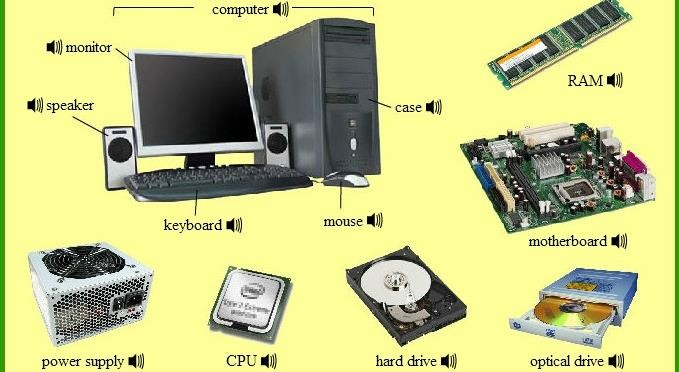 computer
monitor
RAM
speaker
case
keyboard
mouse
motherboard
power supply
CPU
hard drive
optical drive